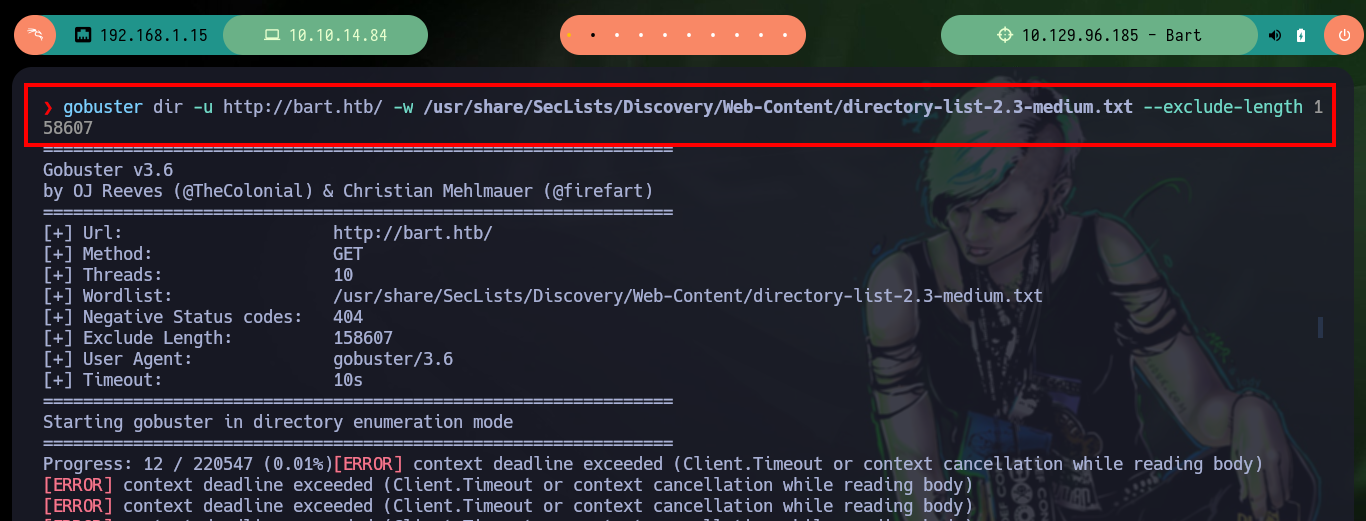 192.168.1.15 10.10.14.84 10.129.96.185 - Bart
❯ gobuster dir -u http://bart.htb/ -w /usr/share/SecLists/Discovery/Web-Content/directory-list-2.3-medium.txt --exclude-length 1
58607
===============================================================
Gobuster v3.6
by OJ Reeves (@TheColonial) & Christian Mehlmauer (@firefart)
===============================================================
[+] Url: http://bart.htb/
[+] Method: GET
[+] Threads: 10
[+] Wordlist: /usr/share/SecLists/Discovery/Web-Content/directory-list-2.3-medium.txt
[+] Negative Status codes: 404
[+] Exclude Length: 158607
[+] User Agent: gobuster/3.6
[+] Timeout: 10s
===============================================================
Starting gobuster in directory enumeration mode
===============================================================
Progress: 12 / 220547 (0.01%)[ERROR] context deadline exceeded (Client.Timeout or context cancellation while reading body)
[ERROR] context deadline exceeded (Client.Timeout or context cancellation while reading body)
[ERROR] context deadline exceeded (Client.Timeout or context cancellation while reading body)